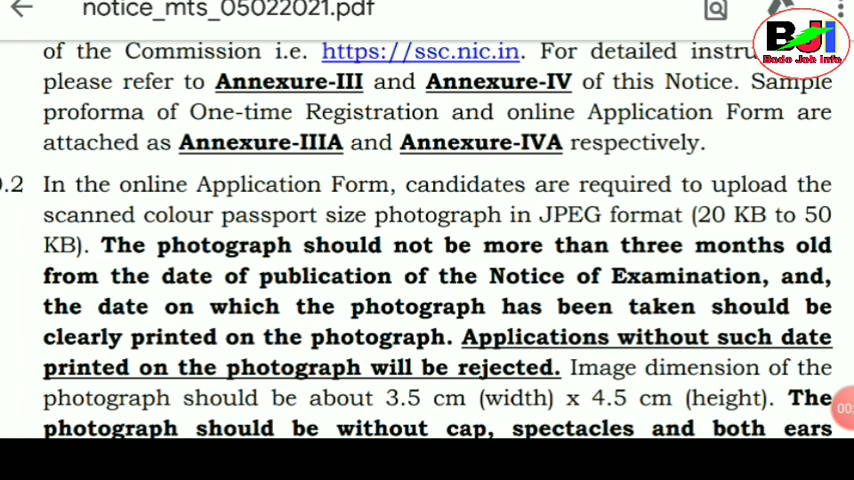 notice_mts_05022021.pdf
BJI
Bodo Job Info
of the Commission i.e. https://ssc.nic.in. For detailed
please refer to Annexure-III and Annexure-IV of this Notice. Sample
proforma of One-time Registration and online Application Form are
attached as Annexure-IIIA and Annexure-IVA respectively.
0.2 In the online Application Form, candidates are required to upload the
scanned colour passport size photograph in JPEG format (20 KB to 50
KB). The photograph should not be more than three months old
from the date of publication of the Notice of Examination, and,
the date on which the photograph has been taken should be
clearly printed on the photograph. Applications without such date
printed on the photograph will be rejected. Image dimension of the
photograph should be about 3.5 cm (width) x 4.5 cm (height). The
photograph should be without cap, spectacles and both ears